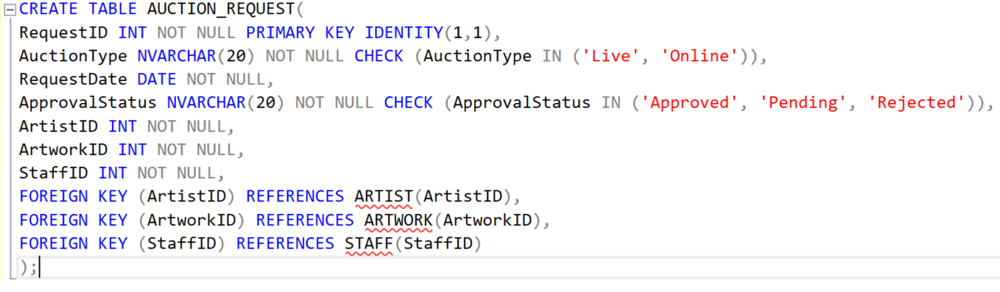 CREATE TABLE AUCTION_REQUEST(
RequestID INT NOT NULL PRIMARY KEY IDENTITY(1,1),
AuctionType NVARCHAR(20) NOT NULL CHECK (AuctionType IN ('Live', 'Online')),
RequestDate DATE NOT NULL,
ApprovalStatus NVARCHAR(20) NOT NULL CHECK (ApprovalStatus IN ('Approved', 'Pending', 'Rejected')),
ArtistID INT NOT NULL,
ArtworkID INT NOT NULL,
StaffID INT NOT NULL,
FOREIGN KEY (ArtistID) REFERENCES ARTIST(ArtistID),
FOREIGN KEY (ArtworkID) REFERENCES ARTWORK(ArtworkID),
FOREIGN KEY (StaffID) REFERENCES STAFF(StaffID)
);